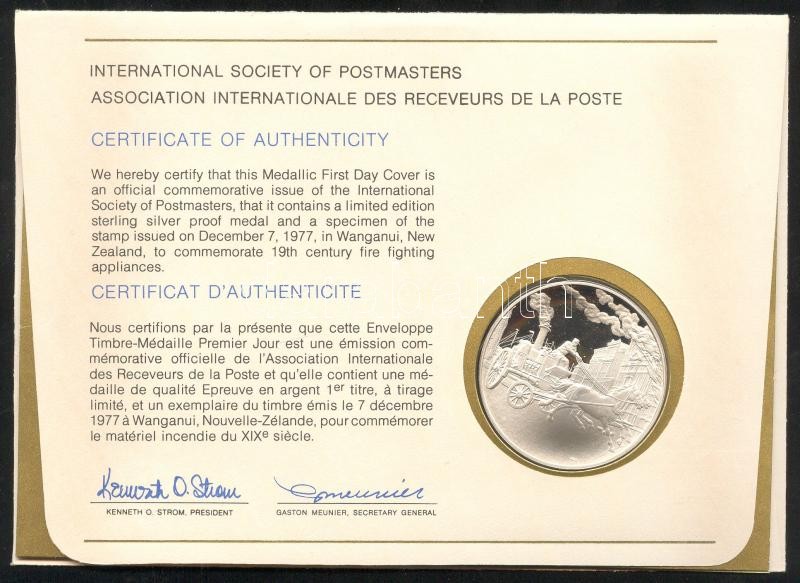 INTERNATIONAL SOCIETY OF POSTMASTERS
ASSOCIATION INTERNATIONALE DES RECEVEURS DE LA POSTE
CERTIFICATE OF AUTHENTICITY
We hereby certify that this Medallic First Day Cover is
an official commemorative issue of the International
Society of Postmasters, that it contains a limited edition
sterling silver proof medal and a specimen of the
stamp issued on December 7, 1977, in Wanganui, New
Zealand, to commemorate 19th century fire fighting
appliances.
CERTIFICAT D'AUTHENTICITE
Nous certifions par la présente que cette Enveloppe
Timbre-Médaille Premier Jour est une émission com-
mémorative officielle de l'Association Internationale
des Receveurs de la Poste et qu'elle contient une mé-
daille de qualité Epreuve en argent 1er titre, à tirage
limité, et un exemplaire du timbre émis le 7 décembre
1977 à Wanganui, Nouvelle-Zélande, pour commémorer
le matériel incendie du XIXe siècle.
Kenneth O. Strom
KENNETH O. STROM, PRESIDENT
GASTON MEUNIER, SECRETARY GENERAL